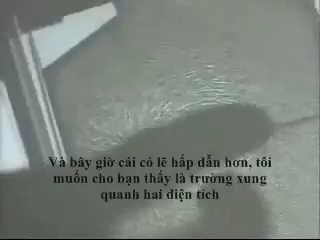 Và bây giờ cái có lẽ hấp dẫn hơn, tôi
muốn cho bạn thấy là trường xung
quanh hai điện tích